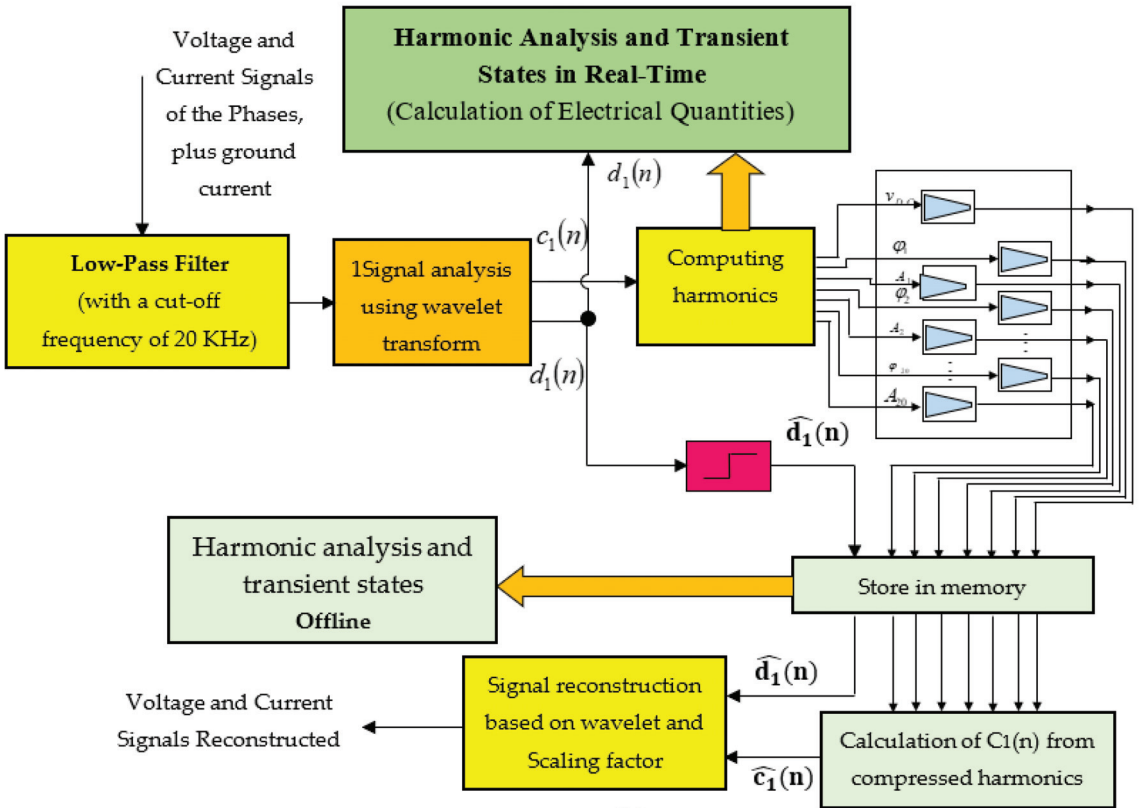 Voltage and
Current Signals
of the Phases,
plus ground
current
Harmonic Analysis and Transient
States in Real-Time
(Calculation of Electrical Quantities)
d₁(n)
c₁(n)
Low-Pass Filter
(with a cut-off
frequency of 20 KHz)
1Signal analysis
using wavelet
transform
d₁(n)
Computing
harmonics
φ₁
A₁
φ₂
A₂
φ₂₀
A₂₀
d̂₁(n)
Harmonic analysis and
transient states
Offline
Store in memory
d̂₁(n)
Voltage and Current
Signals Reconstructed
Signal reconstruction
based on wavelet and
Scaling factor
ĉ₁(n)
Calculation of C1(n) from
compressed harmonics